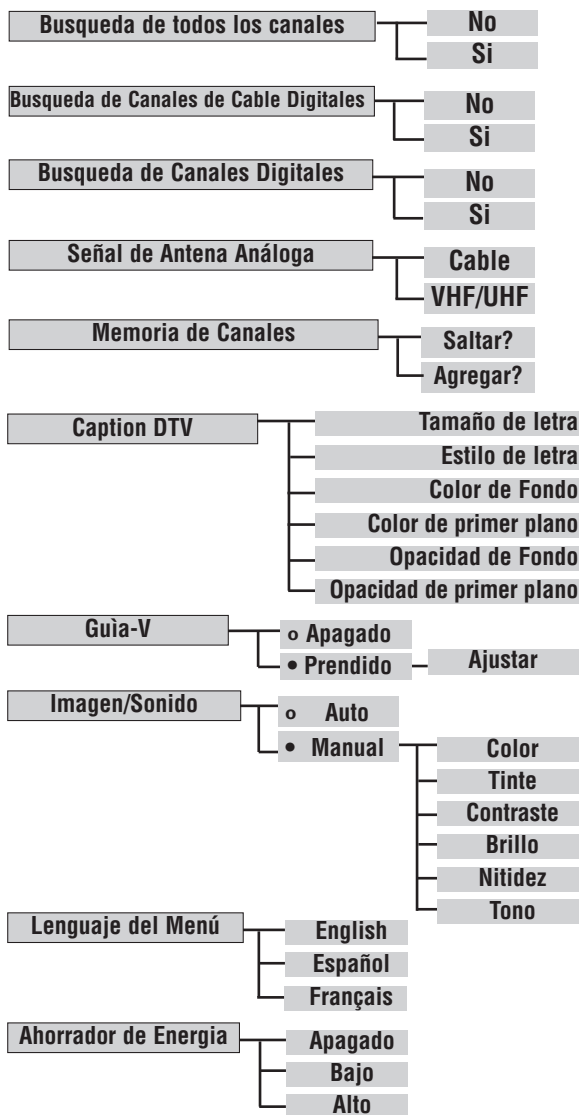 Busqueda de todos los canales
No
Si
Busqueda de Canales de Cable Digitales
No
Si
Busqueda de Canales Digitales
No
Si
Señal de Antena Análoga
Cable
VHF/UHF
Memoria de Canales
Saltar?
Agregar?
Caption DTV
Tamaño de letra
Estilo de letra
Color de Fondo
Color de primer plano
Opacidad de Fondo
Opacidad de primer plano
Guìa-V
o Apagado
• Prendido
Ajustar
Imagen/Sonido
o Auto
• Manual
Color
Tinte
Contraste
Brillo
Nitidez
Tono
Lenguaje del Menú
English
Español
Français
Ahorrador de Energia
Apagado
Bajo
Alto